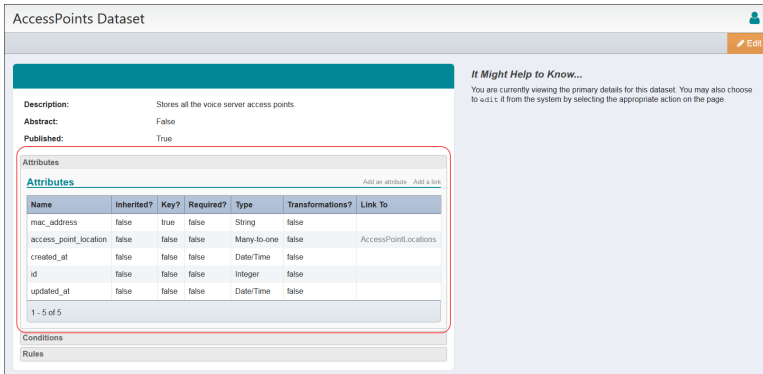 AccessPoints Dataset
Edit
Description: Stores all the voice server access points.
Abstract: False
Published: True
Attributes
Attributes Add an attribute Add a link
Name Inherited? Key? Required? Type Transformations? Link To
mac_address false true false String false
access_point_location false false false Many-to-one false AccessPointLocations
created_at false false false Date/Time false
id false false false Integer false
updated_at false false false Date/Time false
1 - 5 of 5
Conditions
Rules
It Might Help to Know...
You are currently viewing the primary details for this dataset. You may also choose
to edit it from the system by selecting the appropriate action on the page.